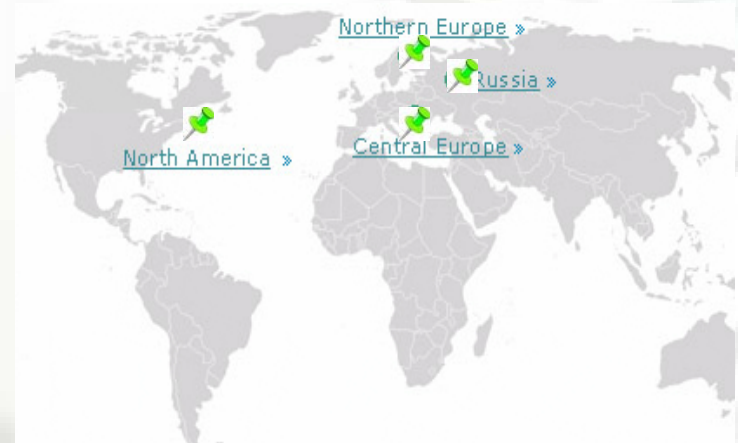 Northern Europe »
Russia »
Central Europe »
North America »